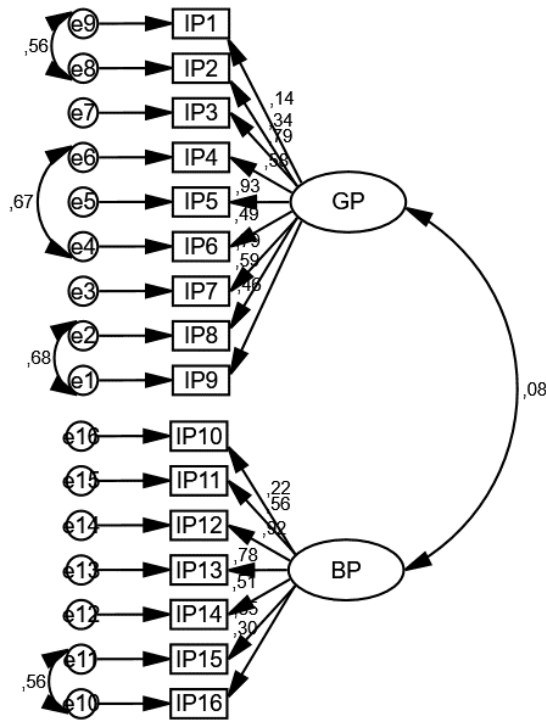 e9 IP1
,56
e8 IP2
e7 IP3
,14
,34
,79
e6 IP4
,58
,67
e5 IP5
,93
GP
,49
e4 IP6
,79
,59
e3 IP7
,46
e2 IP8
,68
e1 IP9
,08
e16 IP10
e15 IP11
,22
,56
e14 IP12
,92
e13 IP13
,78
BP
,51
e12 IP14
,30
e11 IP15
,56
e10 IP16